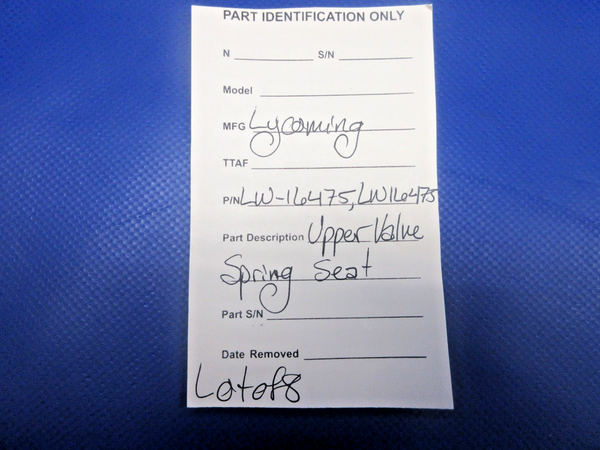 PART IDENTIFICATION ONLY
N S/N
Model
MFG Lycoming
TTAF
P/N LW-16475, LW16475
Part Description Upper Valve
Spring Seat
Part S/N
Date Removed
Lot of 8